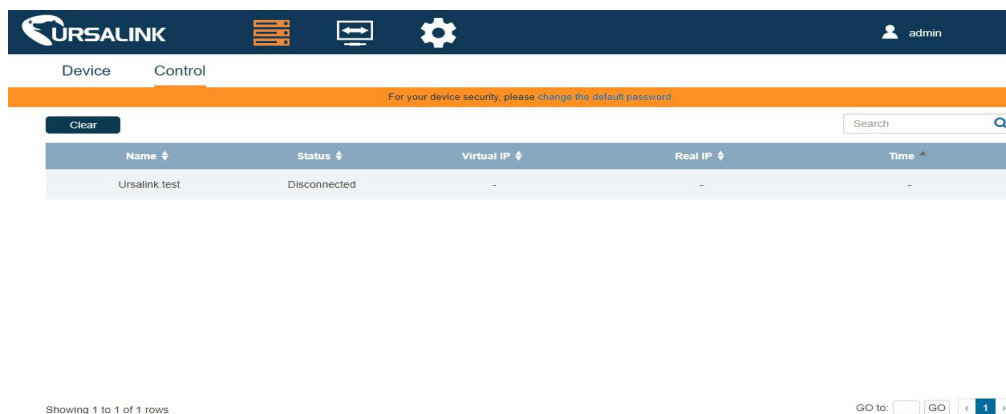 URSALINK
admin
Device Control
For your device security, please change the default password
Clear
Search
Name Status Virtual IP Real IP Time
Ursalink.test Disconnected - - -
Showing 1 to 1 of 1 rows
GO to: GO ‹ 1 ›